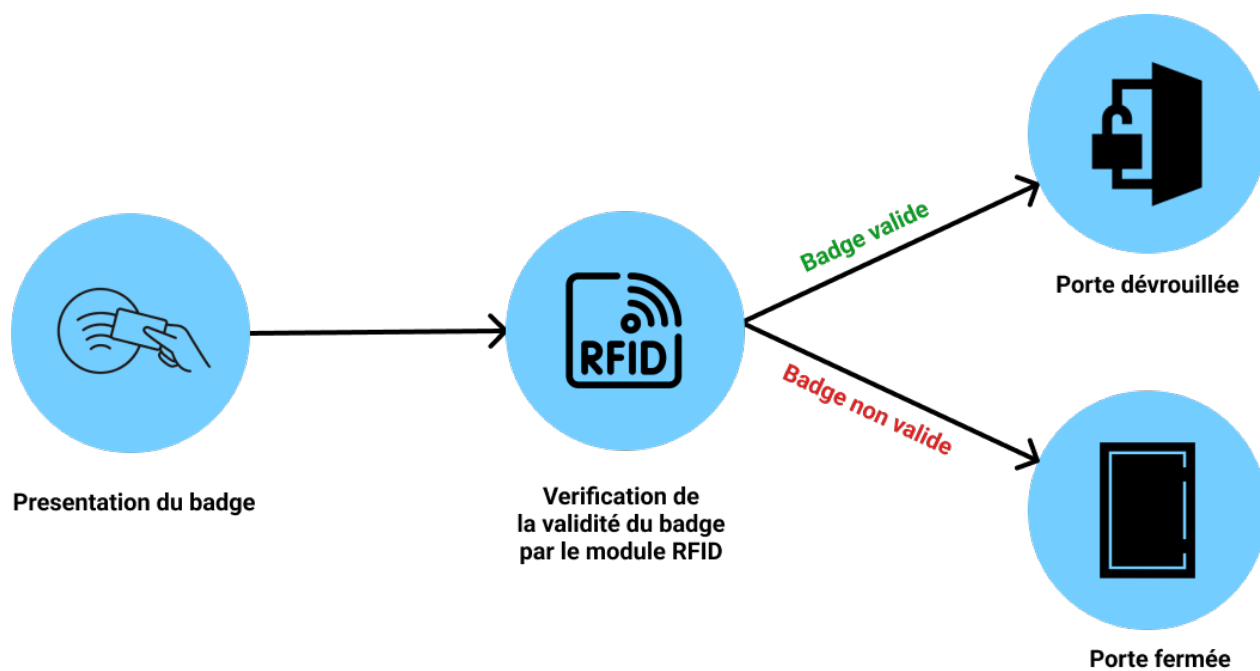 Presentation du badge
RFID
Verification de
la validité du badge
par le module RFID
Badge valide
Porte dévrouillée
Badge non valide
Porte fermée